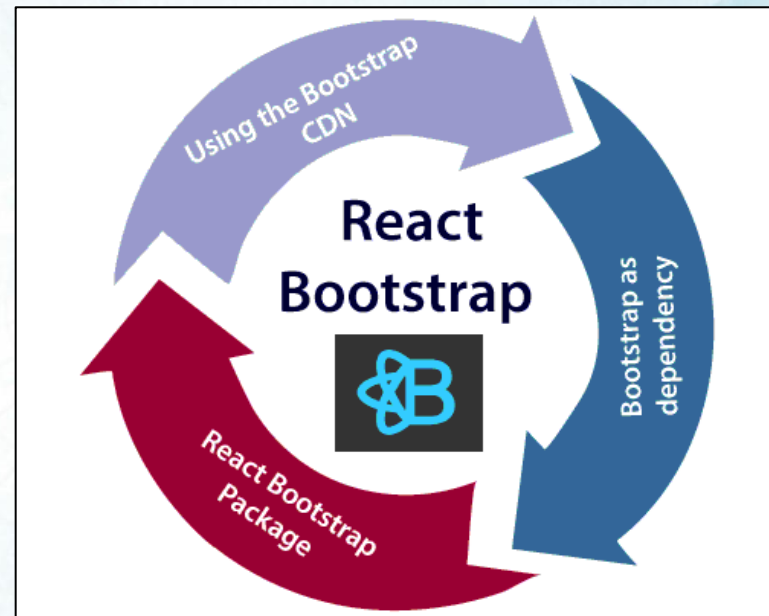 Using the Bootstrap
CDN
React
Bootstrap
B
Bootstrap as
dependency
React Bootstrap
Package